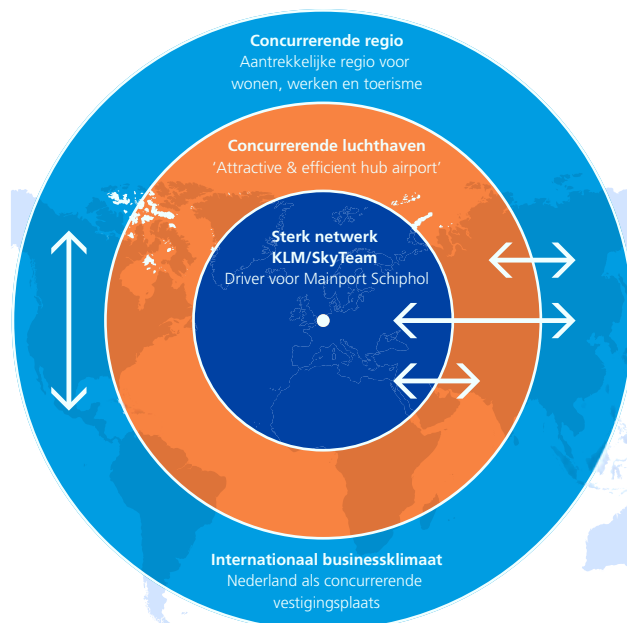 Concurrerende regio
Aantrekkelijke regio voor
wonen, werken en toerisme
Concurrerende luchthaven
‘Attractive & efficient hub airport’
Sterk netwerk
KLM/SkyTeam
Driver voor Mainport Schiphol
Internationaal businessklimaat
Nederland als concurrerende
vestigingsplaats